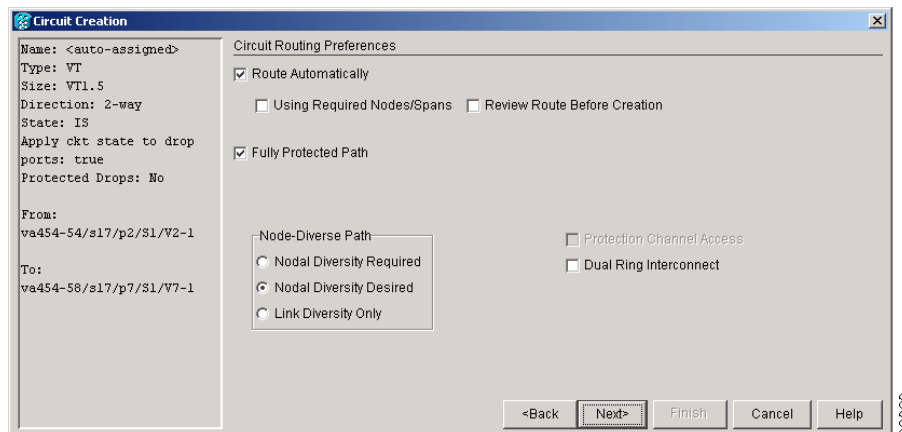 Circuit Creation
Name: <auto-assigned>
Type: VT
Size: VT1.5
Direction: 2-way
State: IS
Apply ckt state to drop
ports: true
Protected Drops: No
From:
va454-54/s17/p2/S1/V2-1
To:
va454-58/s17/p7/S1/V7-1
Circuit Routing Preferences
Route Automatically
Using Required Nodes/Spans
Review Route Before Creation
Fully Protected Path
Node-Diverse Path
Nodal Diversity Required
Nodal Diversity Desired
Link Diversity Only
Protection Channel Access
Dual Ring Interconnect
<Back
Next>
Finish
Cancel
Help